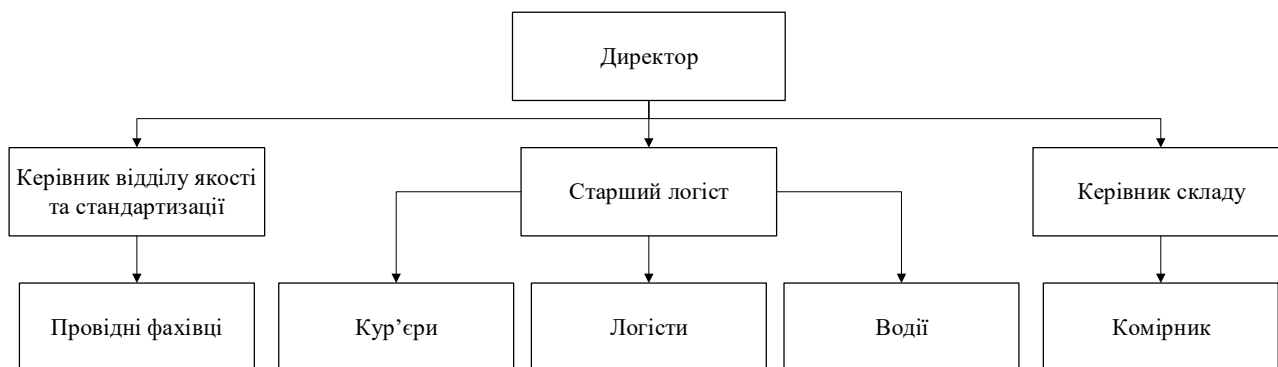 Директор
Керівник відділу якості
та стандартизації
Старший логіст
Керівник складу
Провідні фахівці
Кур’єри
Логісти
Водії
Комірник